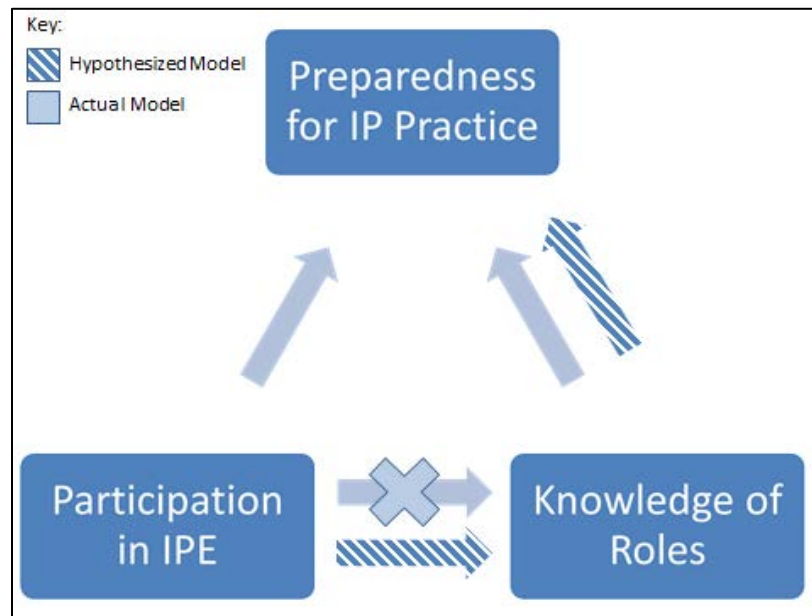 Key:
Hypothesized Model
Actual Model
Preparedness
for IP Practice
Participation
in IPE
Knowledge of
Roles